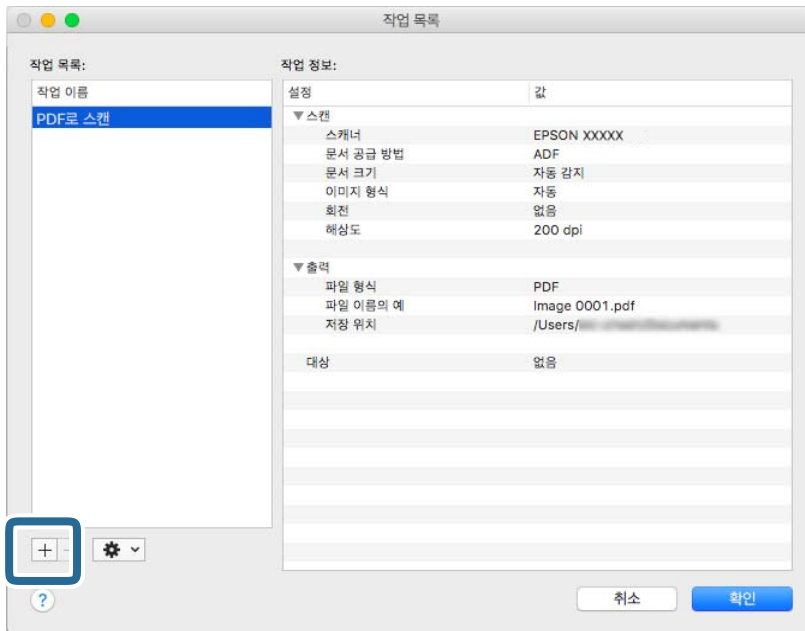 작업 목록
작업 목록:
작업 정보:
작업 이름
설정 값
PDF로 스캔
▼스캔
스캐너 EPSON XXXXX
문서 공급 방법 ADF
문서 크기 자동 감지
이미지 형식 자동
회전 없음
해상도 200 dpi
▼출력
파일 형식 PDF
파일 이름의 예 Image 0001.pdf
저장 위치 /Users/
대상 없음
+ -
?
취소 확인